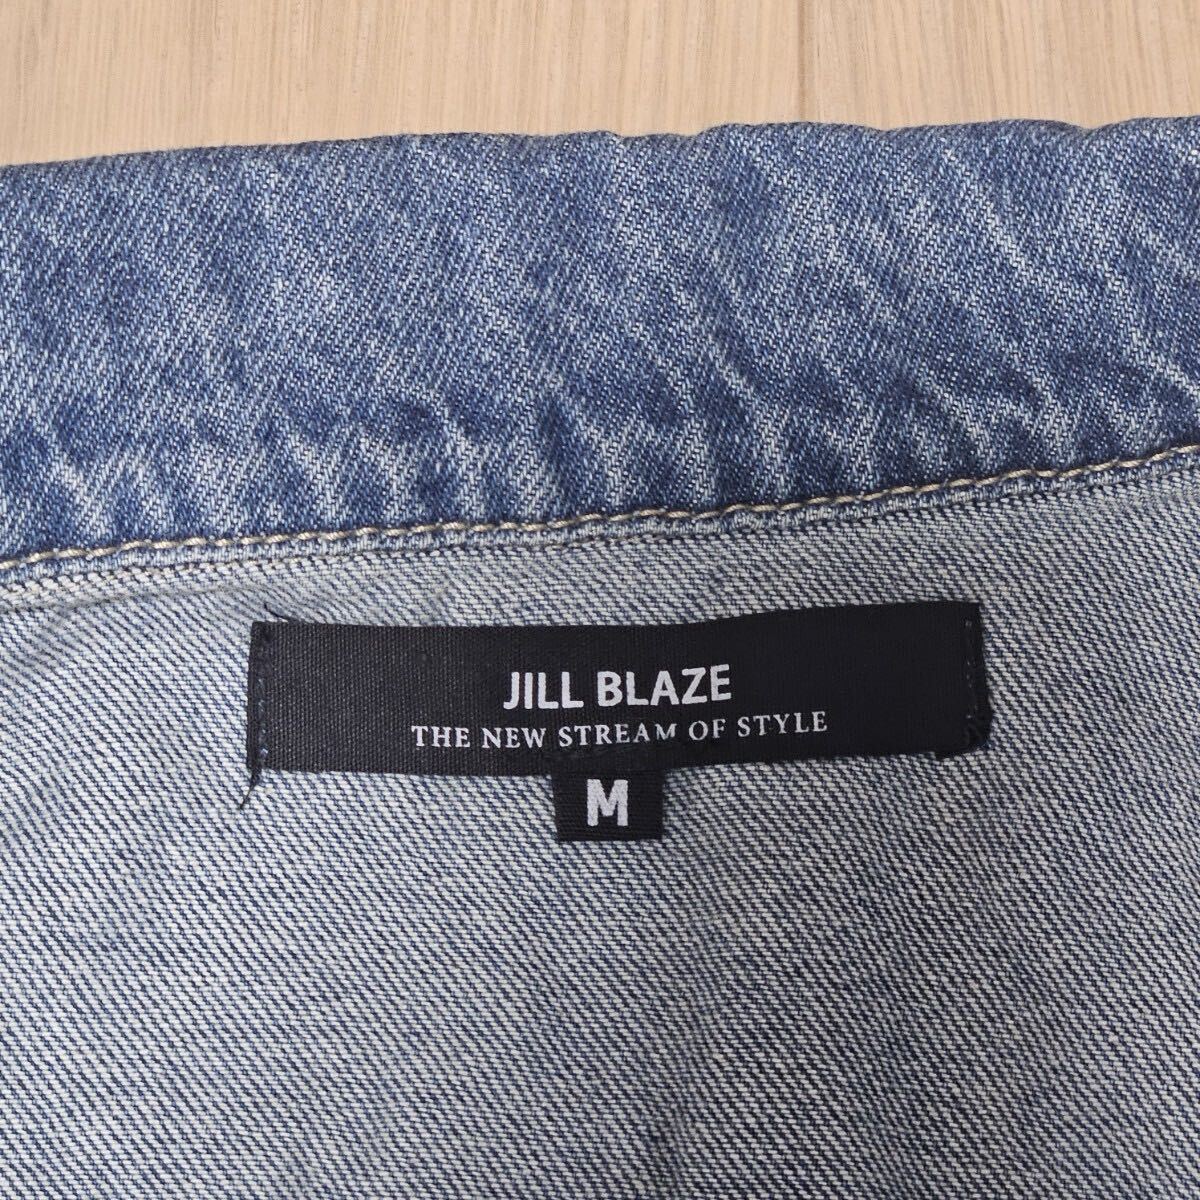 JILL BLAZE
THE NEW STREAM OF STYLE
M